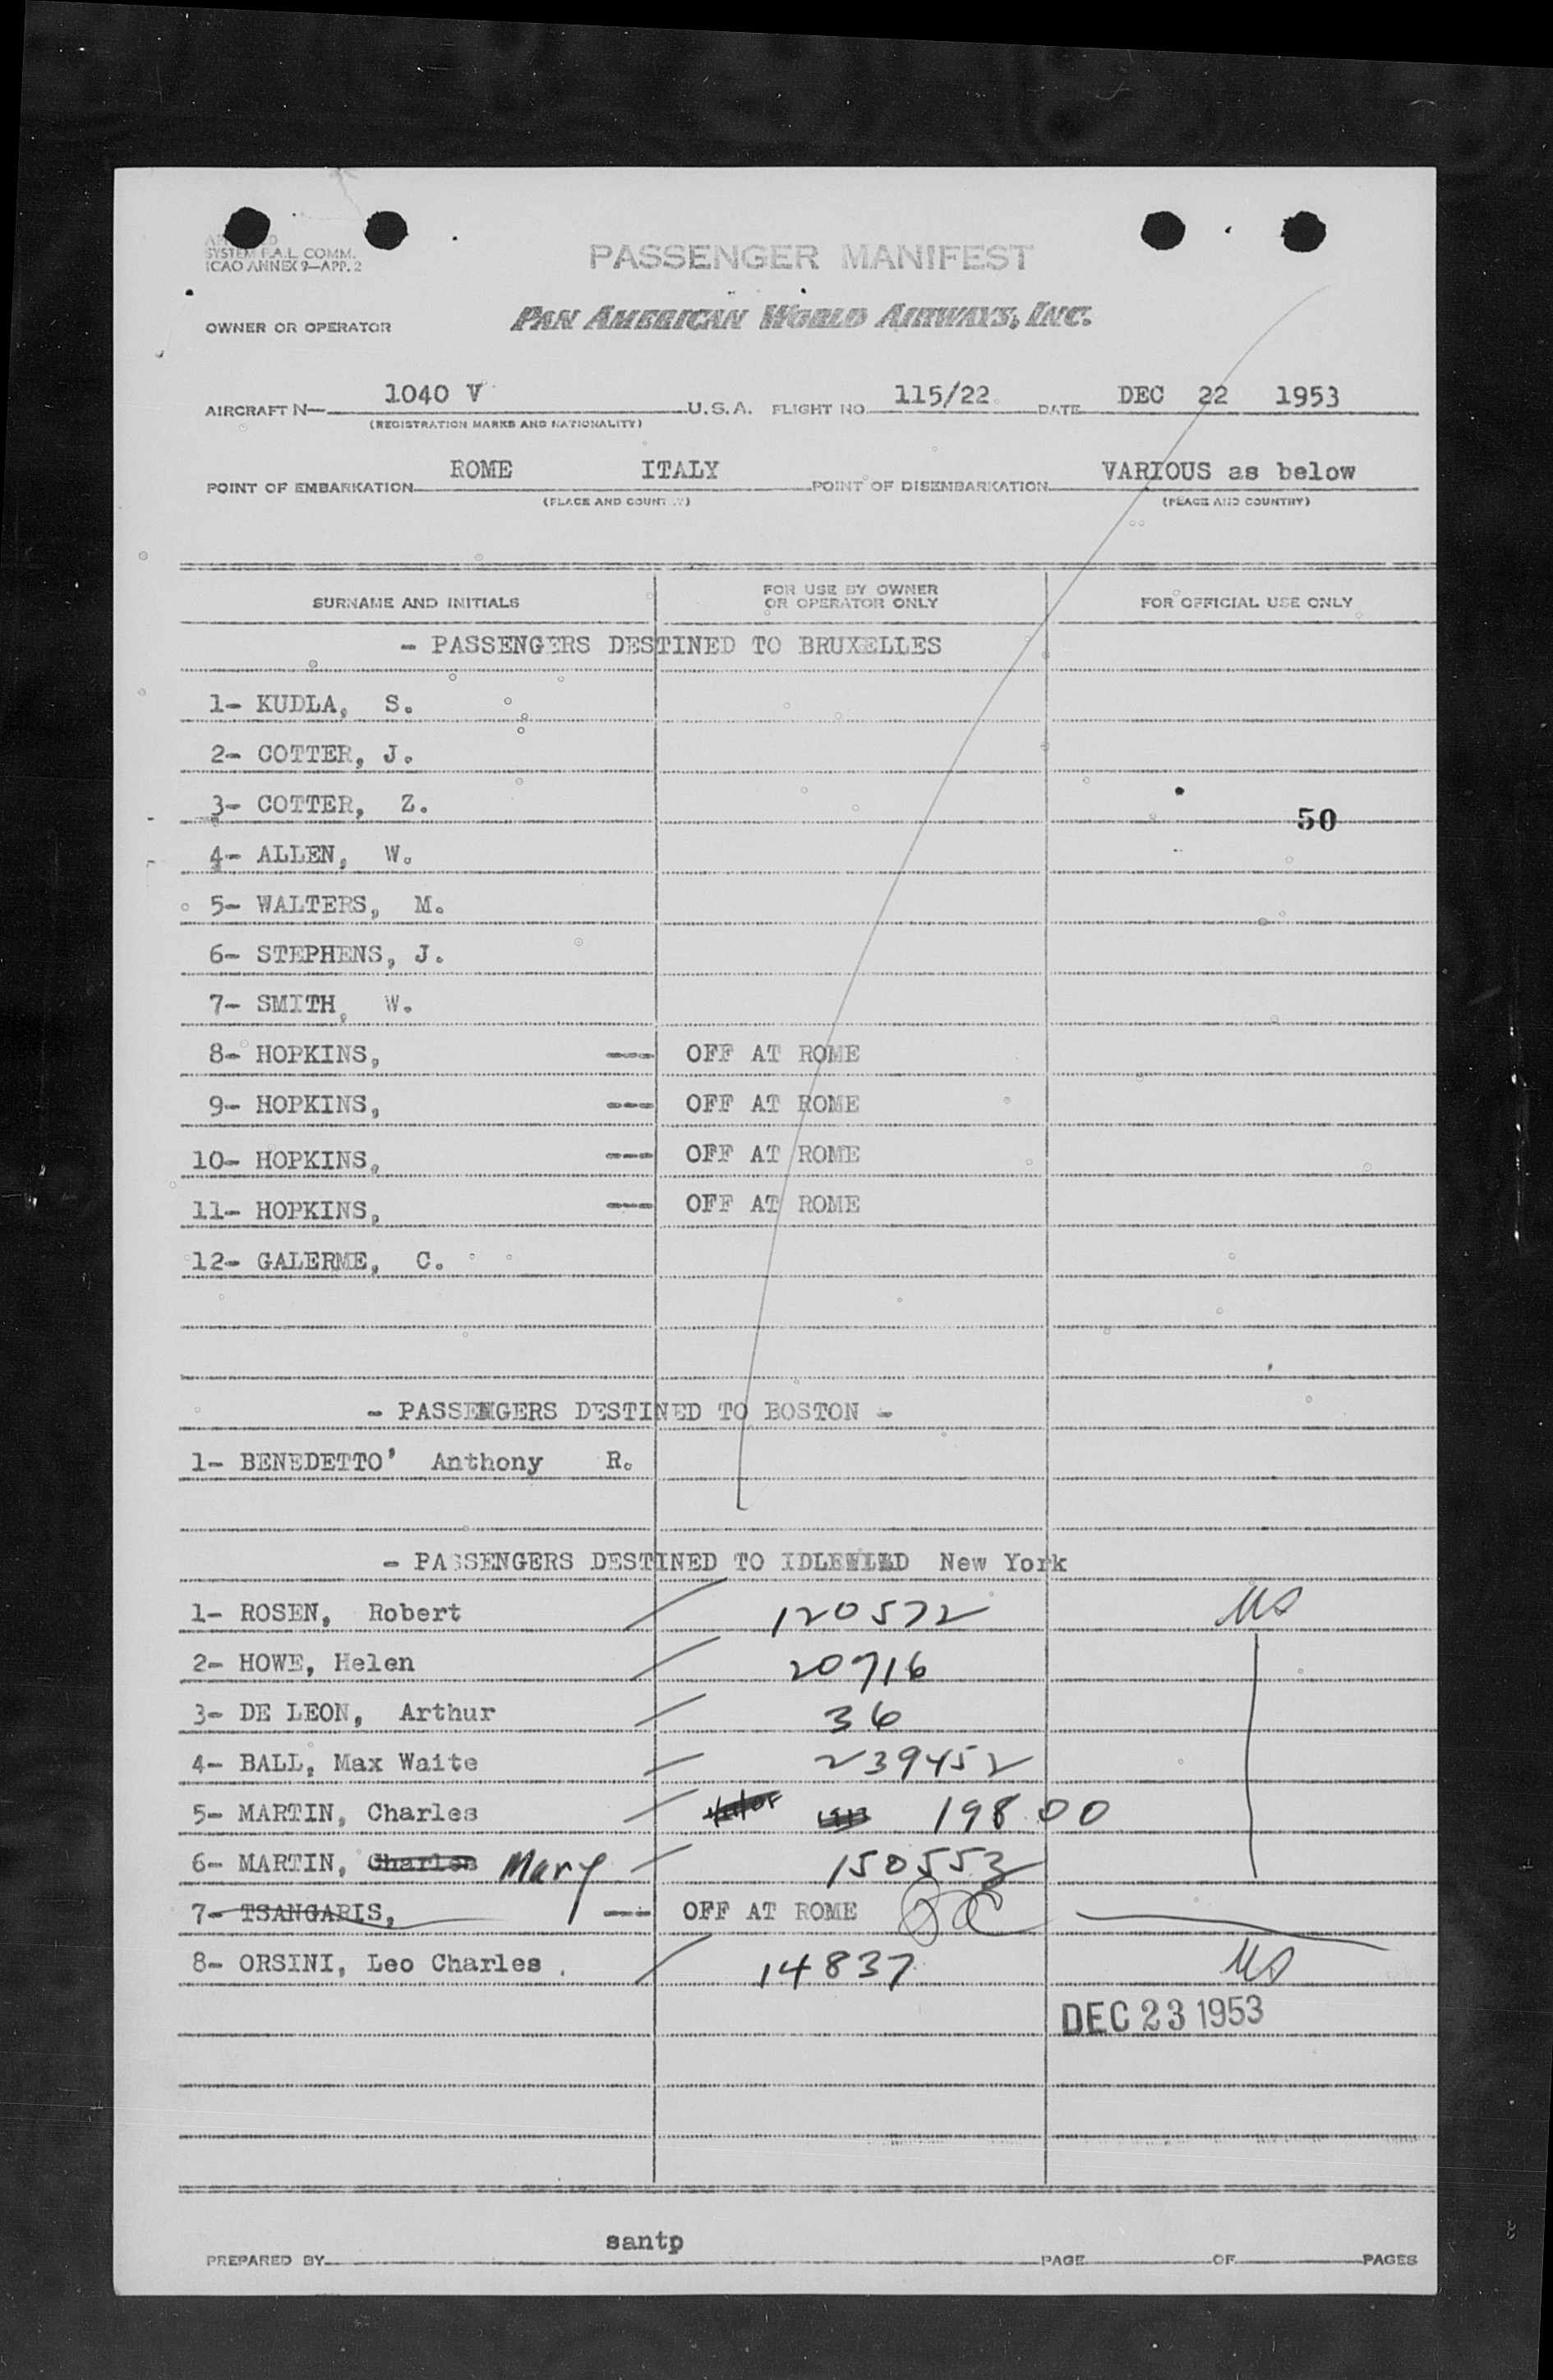 SYSTEM P.A.L. COMM.
ICAO ANNEX 9—APP. 2
PASSENGER MANIFEST
OWNER OR OPERATOR PAN AMERICAN WORLD AIRWAYS, INC.
AIRCRAFT N— 1040 V U.S.A. FLIGHT NO. 115/22 DATE DEC 22 1953
(REGISTRATION MARKS AND NATIONALITY)
POINT OF EMBARKATION ROME ITALY POINT OF DISEMBARKATION VARIOUS as below
(PLACE AND COUNTRY) (PLACE AND COUNTRY)
SURNAME AND INITIALS FOR USE BY OWNER OR OPERATOR ONLY FOR OFFICIAL USE ONLY
- PASSENGERS DESTINED TO BRUXELLES
1- KUDLA, S.
2- COTTER, J.
3- COTTER, Z. 50
4- ALLEN, W.
5- WALTERS, M.
6- STEPHENS, J.
7- SMITH, W.
8- HOPKINS, --- OFF AT ROME
9- HOPKINS, --- OFF AT ROME
10- HOPKINS, --- OFF AT ROME
11- HOPKINS, --- OFF AT ROME
12- GALERME, C.
- PASSENGERS DESTINED TO BOSTON -
1- BENEDETTO' Anthony R.
- PASSENGERS DESTINED TO IDLEWILD New York
1- ROSEN, Robert / 120572 US
2- HOWE, Helen / 20716
3- DE LEON, Arthur / 36
4- BALL, Max Waite / 239452
5- MARTIN, Charles / 19800
6- MARTIN, Charles Mary / 150553
7- TSANGARIS, --- OFF AT ROME
8- ORSINI, Leo Charles / 14837 US
DEC 23 1953
PREPARED BY santp PAGE OF PAGES